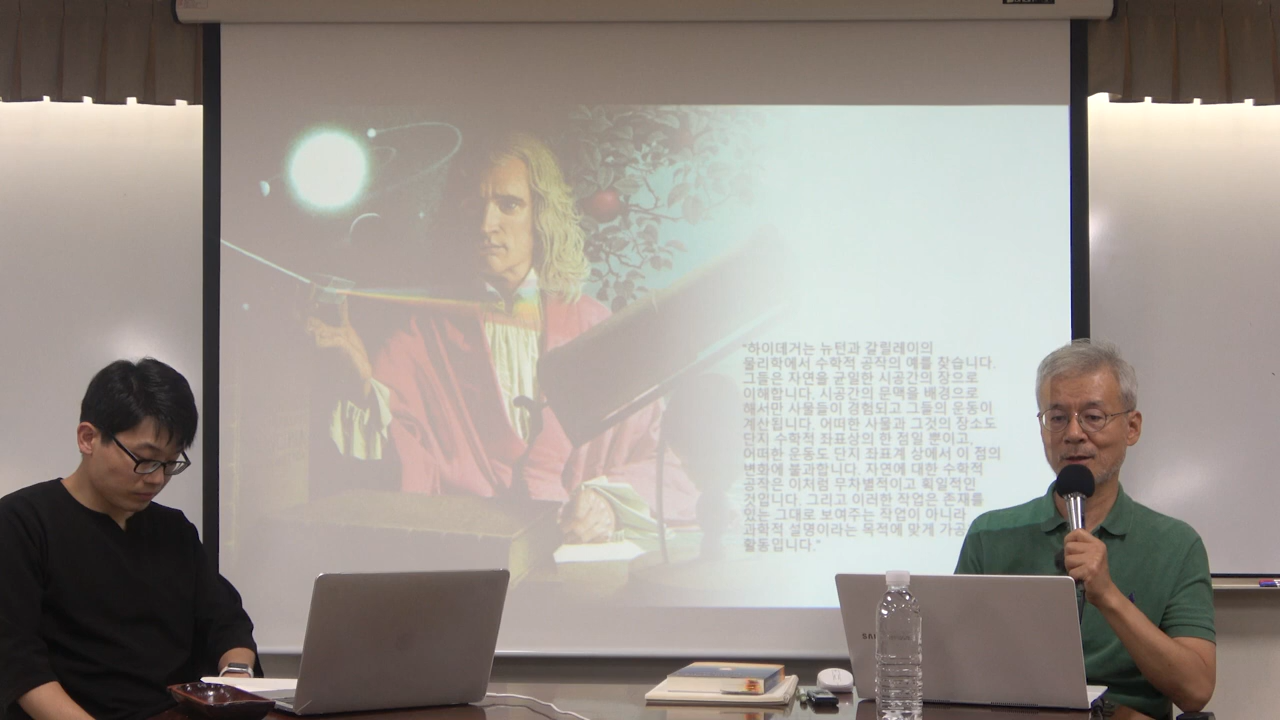 "하이데거는 뉴턴과 갈릴레이의
물리학에서 수학적 공작의 예를 찾습니다.
그들은 자연을 균일한 시공간의 장으로
이해합니다. 시공간의 문맥을 배경으로
해서만 사물들이 경험되고 그들의 운동이
계산됩니다. 어떠한 사물과 그것의 장소도
단지 수학적 좌표상의 한 점일 뿐이고,
어떠한 운동도 단지 좌표계 상에서 이 점의
변화에 불과합니다. 자연에 대한 수학적
공작은 이처럼 무차별적이고 획일적인
것입니다. 그리고 이러한 작업은 존재를
있는 그대로 보여주는 작업이 아니라
과학적 설명이라는 목적에 맞게 가공
활동입니다."